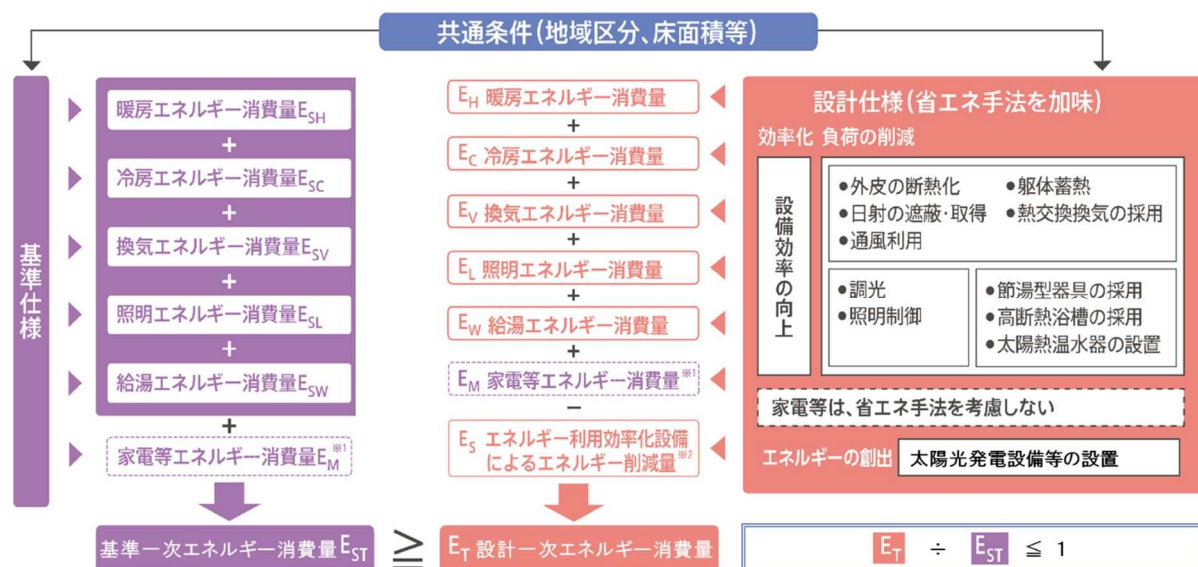 共通条件(地域区分、床面積等)
基準仕様
暖房エネルギー消費量ESH
+
冷房エネルギー消費量ESC
+
換気エネルギー消費量ESV
+
照明エネルギー消費量ESL
+
給湯エネルギー消費量ESW
+
家電等エネルギー消費量EM※1
基準一次エネルギー消費量EST
≧
EH 暖房エネルギー消費量
+
EC 冷房エネルギー消費量
+
EV 換気エネルギー消費量
+
EL 照明エネルギー消費量
+
EW 給湯エネルギー消費量
+
EM 家電等エネルギー消費量※1
−
ES エネルギー利用効率化設備
によるエネルギー削減量※2
ET 設計一次エネルギー消費量
設計仕様(省エネ手法を加味)
効率化 負荷の削減
設備効率の向上
●外皮の断熱化 ●躯体蓄熱
●日射の遮蔽・取得 ●熱交換換気の採用
●通風利用
●調光
●照明制御
●節湯型器具の採用
●高断熱浴槽の採用
●太陽熱温水器の設置
家電等は、省エネ手法を考慮しない
エネルギーの創出 太陽光発電設備等の設置
ET ÷ EST ≦ 1